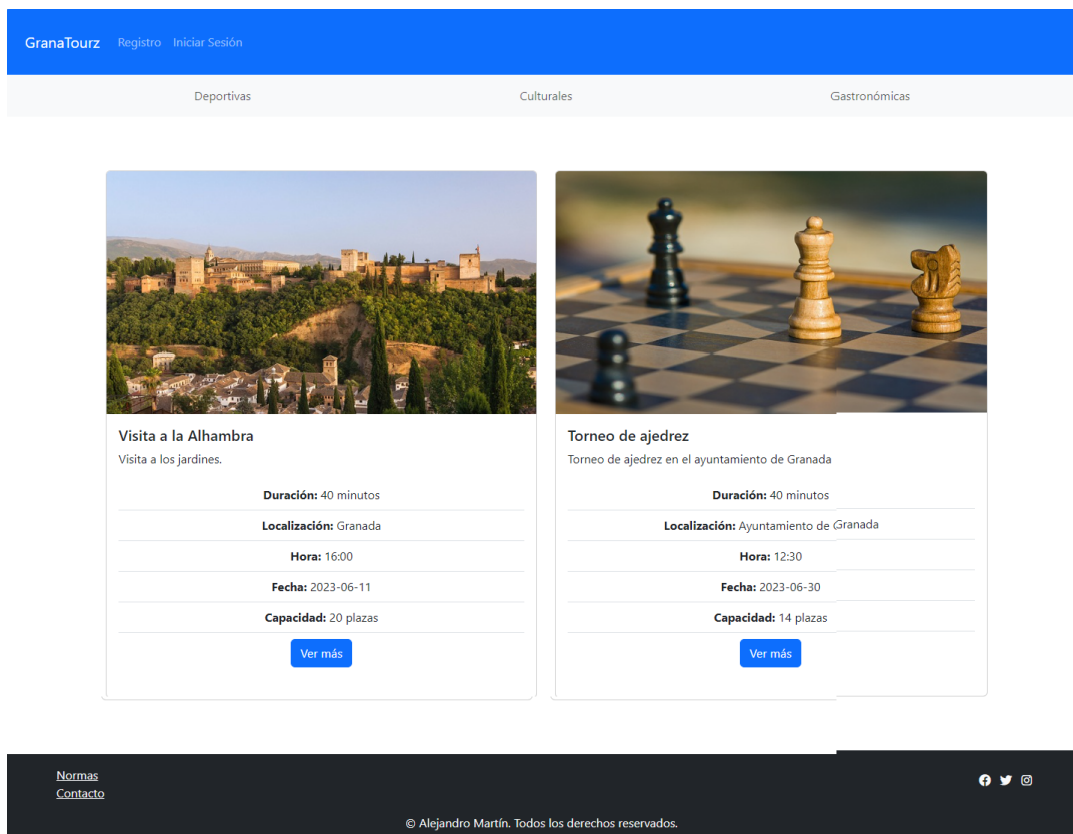 GranaTourz Registro Iniciar Sesión
Deportivas Culturales Gastronómicas
Visita a la Alhambra
Visita a los jardines.
Duración: 40 minutos
Localización: Granada
Hora: 16:00
Fecha: 2023-06-11
Capacidad: 20 plazas
Ver más
Torneo de ajedrez
Torneo de ajedrez en el ayuntamiento de Granada
Duración: 40 minutos
Localización: Ayuntamiento de Granada
Hora: 12:30
Fecha: 2023-06-30
Capacidad: 14 plazas
Ver más
Normas
Contacto
© Alejandro Martín. Todos los derechos reservados.